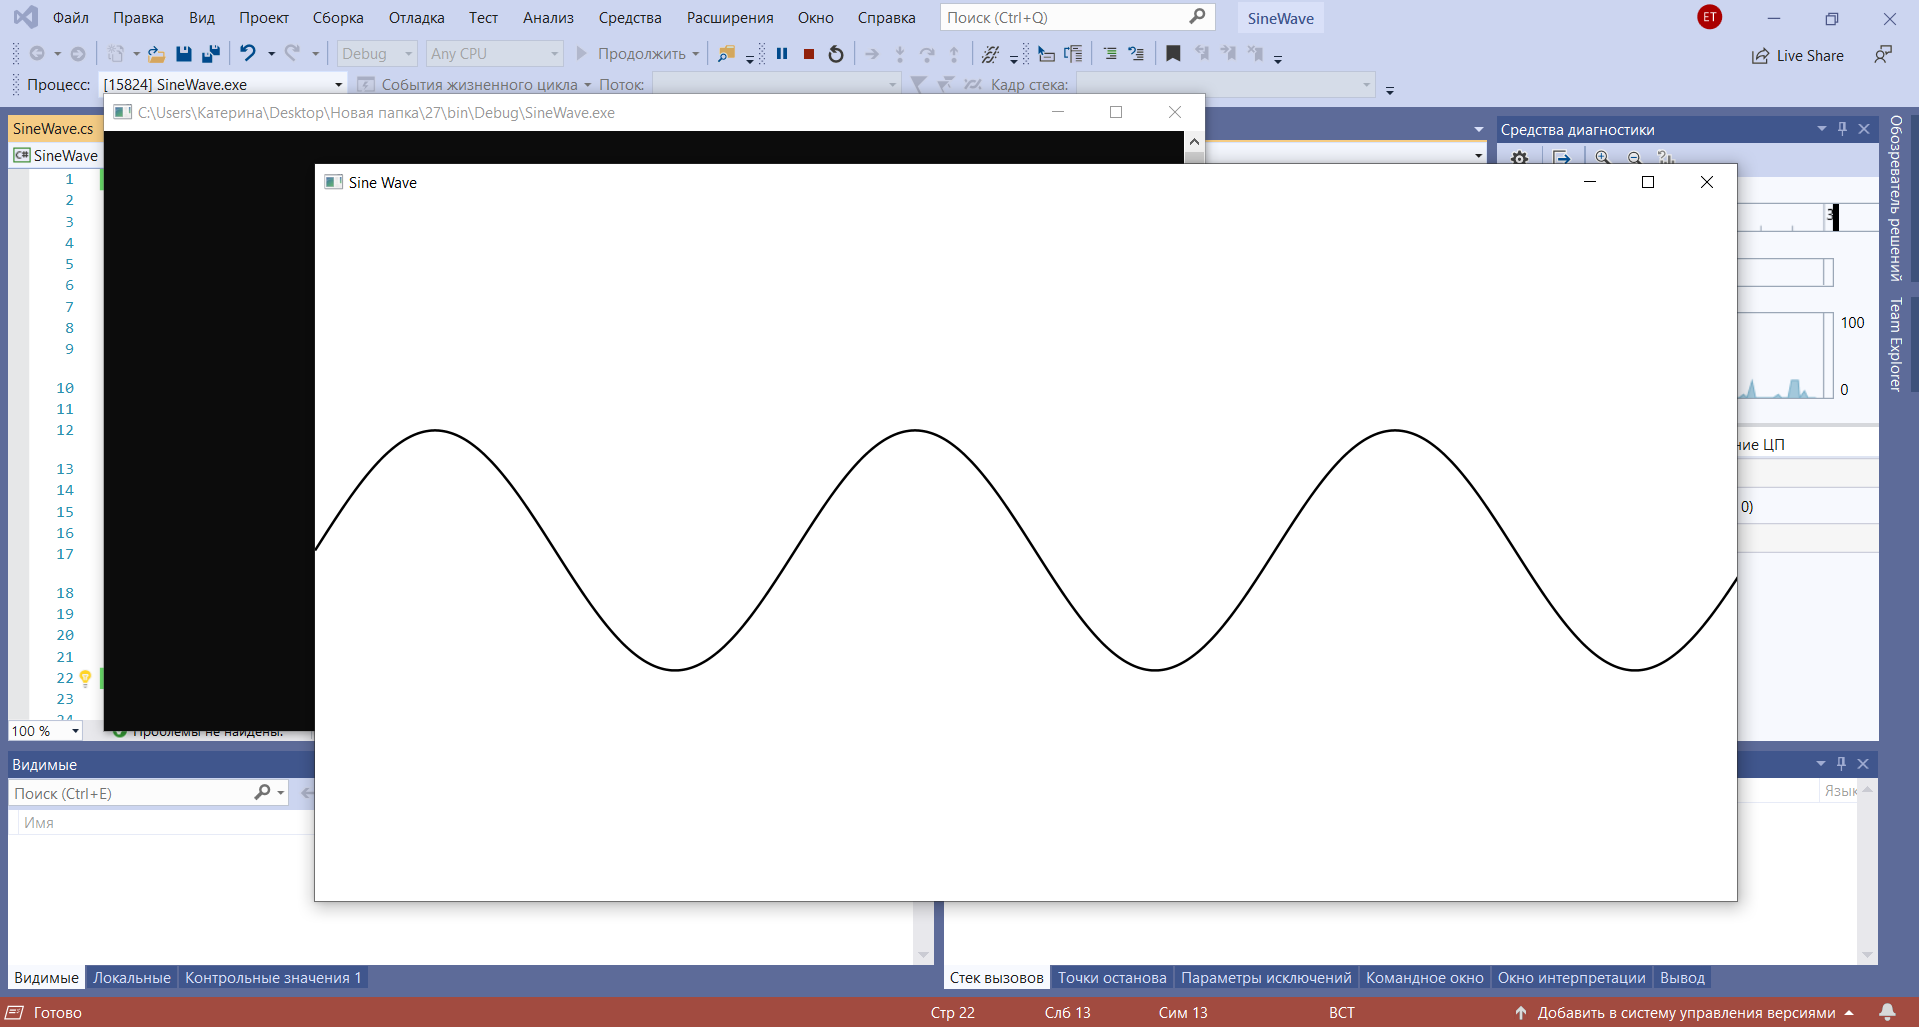 Файл Правка Вид Проект Сборка Отладка Тест Анализ Средства Расширения Окно Справка Поиск (Ctrl+Q) SineWave ET
Debug Any CPU Продолжить Live Share
Процесс: [15824] SineWave.exe События жизненного цикла Поток: Кадр стека:
C:\Users\Катерина\Desktop\Новая папка\27\bin\Debug\SineWave.exe
SineWave.cs
Средства диагностики
C# SineWave
Sine Wave
Обозреватель решений
Team Explorer
1
2
3
4
5
6
7
8
9
10
11
12
13
14
15
16
17
18
19
20
21
22
23
24
100
0
ние ЦП
0)
100 %
Проблемы не найдены.
Видимые
Поиск (Ctrl+E)
Имя
Язык
Видимые Локальные Контрольные значения 1
Стек вызовов Точки останова Параметры исключений Командное окно Окно интерпретации Вывод
Готово Стр 22 Слб 13 Сим 13 ВСТ Добавить в систему управления версиями